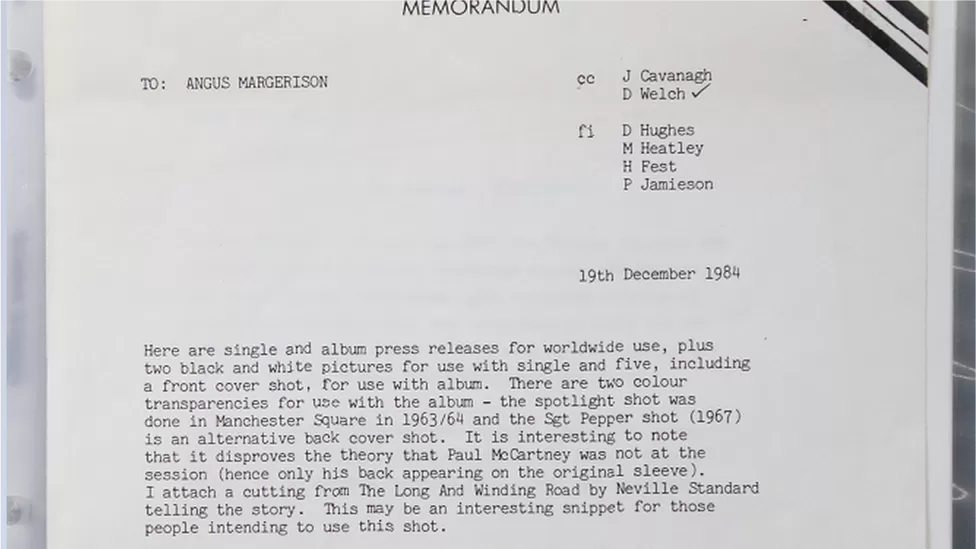 MEMORANDUM
TO: ANGUS MARGERISON
cc J Cavanagh
D Welch ✓
fi D Hughes
M Heatley
H Fest
P Jamieson
19th December 1984
Here are single and album press releases for worldwide use, plus
two black and white pictures for use with single and five, including
a front cover shot, for use with album. There are two colour
transparencies for use with the album - the spotlight shot was
done in Manchester Square in 1963/64 and the Sgt Pepper shot (1967)
is an alternative back cover shot. It is interesting to note
that it disproves the theory that Paul McCartney was not at the
session (hence only his back appearing on the original sleeve).
I attach a cutting from The Long And Winding Road by Neville Standard
telling the story. This may be an interesting snippet for those
people intending to use this shot.